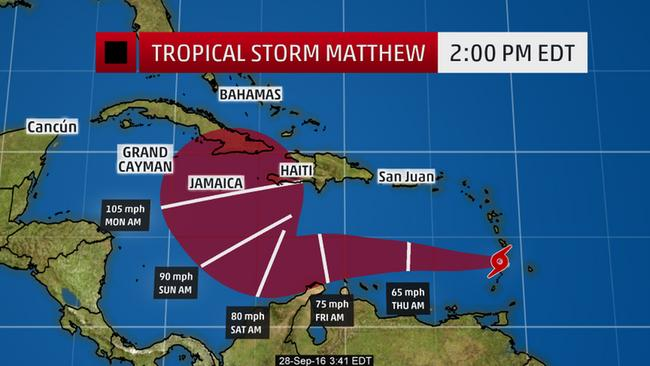 TROPICAL STORM MATTHEW
2:00 PM EDT
BAHAMAS
Cancún
GRAND
CAYMAN
HAITI
San Juan
JAMAICA
105 mph
MON AM
90 mph
SUN AM
80 mph
SAT AM
75 mph
FRI AM
65 mph
THU AM
28-Sep-16 3:41 EDT